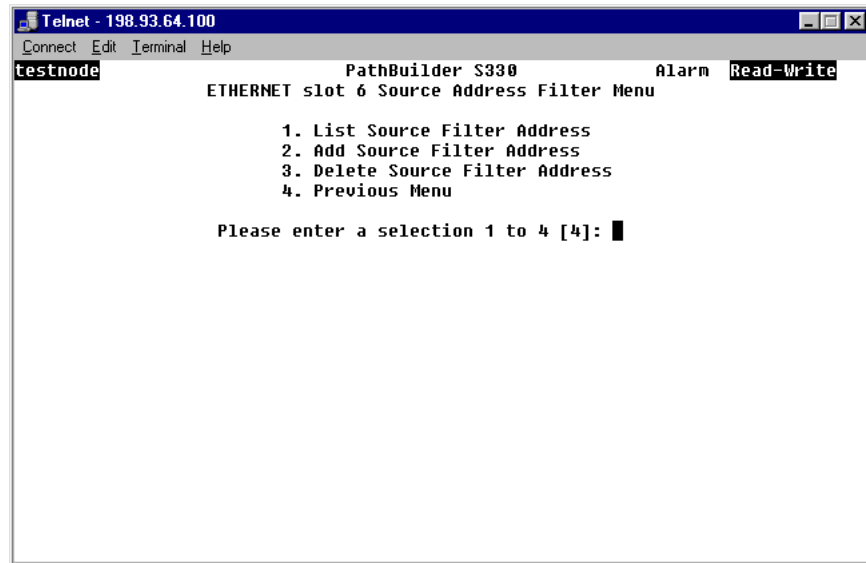 Telnet - 198.93.64.100
Connect Edit Terminal Help
testnode PathBuilder S330 Alarm Read-Write
ETHERNET slot 6 Source Address Filter Menu
1. List Source Filter Address
2. Add Source Filter Address
3. Delete Source Filter Address
4. Previous Menu
Please enter a selection 1 to 4 [4]: